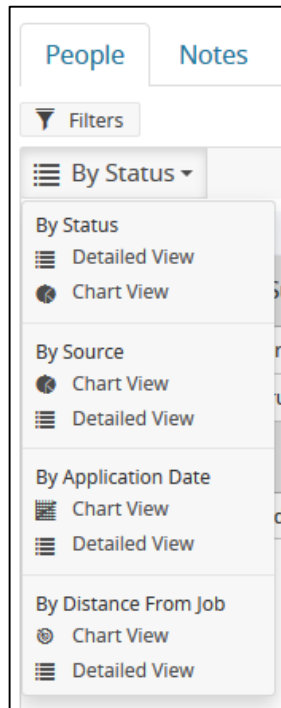 People Notes
Filters
By Status
By Status
Detailed View
Chart View
By Source
Chart View
Detailed View
By Application Date
Chart View
Detailed View
By Distance From Job
Chart View
Detailed View